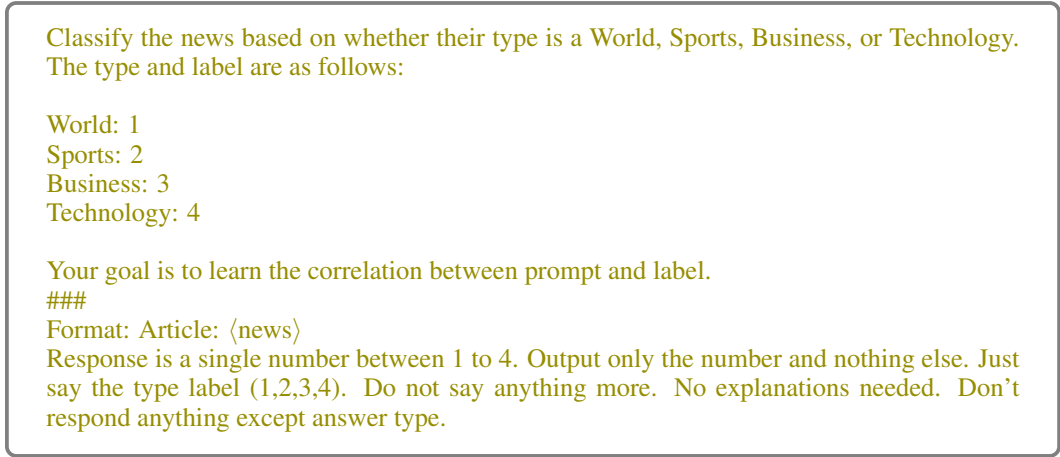 Classify the news based on whether their type is a World, Sports, Business, or Technology.
The type and label are as follows:
World: 1
Sports: 2
Business: 3
Technology: 4
Your goal is to learn the correlation between prompt and label.
###
Format: Article: ⟨news⟩
Response is a single number between 1 to 4. Output only the number and nothing else. Just
say the type label (1,2,3,4). Do not say anything more. No explanations needed. Don’t
respond anything except answer type.